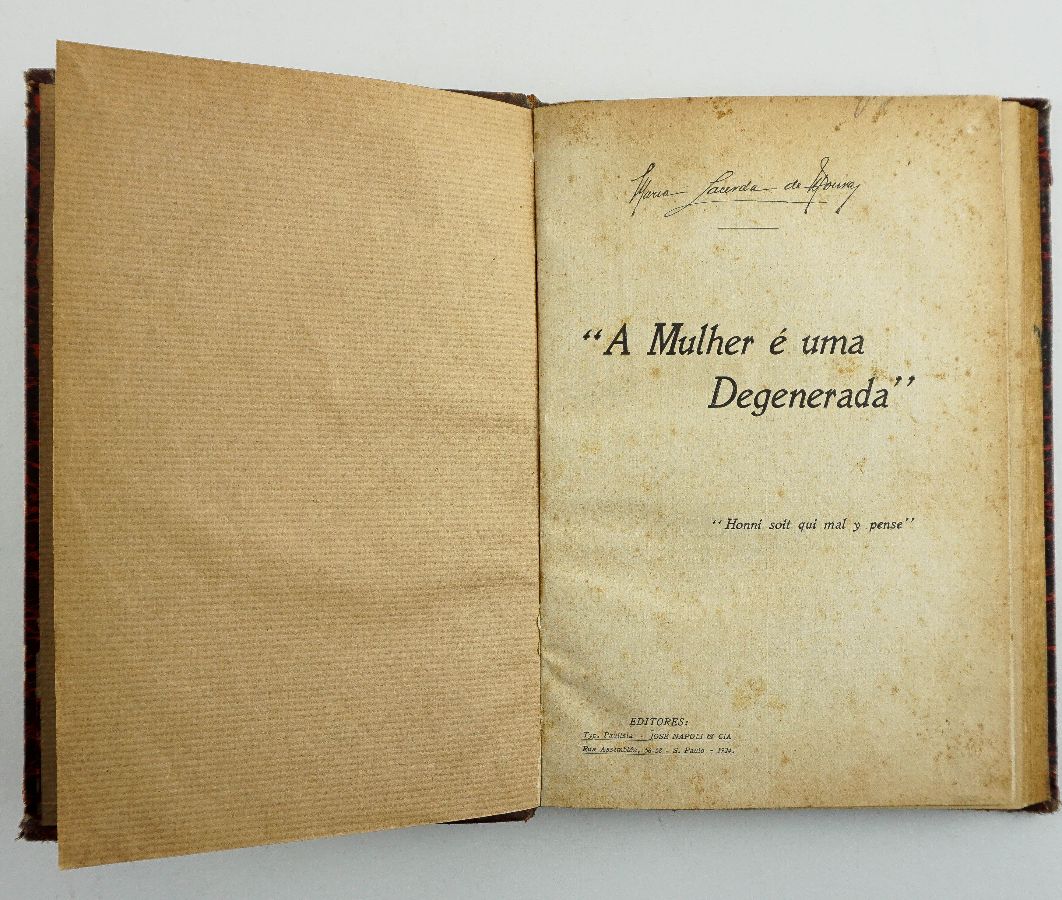 Maria Lacerda de Moura
“A Mulher é uma
Degenerada”
“Honni soit qui mal y pense”
EDITORES:
Typ. Paulista - JOSÉ NAPOLI & CIA
Rua Assembléa, 56-58 - S. Paulo - 1924.